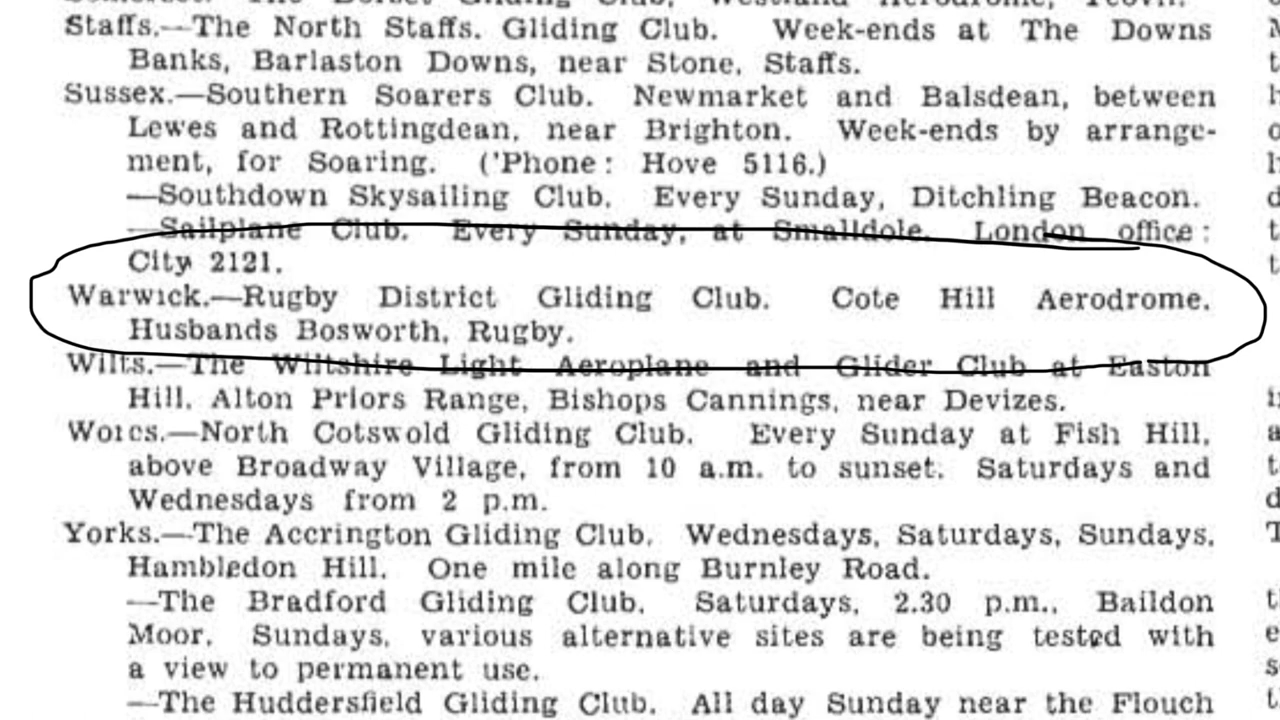 Staffs.—The North Staffs. Gliding Club. Week-ends at The Downs
Banks, Barlaston Downs, near Stone, Staffs.
Sussex.—Southern Soarers Club. Newmarket and Balsdean, between
Lewes and Rottingdean, near Brighton. Week-ends by arrange-
ment, for Soaring. ('Phone: Hove 5116.)
—Southdown Skysailing Club. Every Sunday, Ditchling Beacon.
—Sailplane Club. Every Sunday, at Smalldole. London office:
City 2121.
Warwick.—Rugby District Gliding Club. Cote Hill Aerodrome.
Husbands Bosworth, Rugby.
Wilts.—The Wiltshire Light Aeroplane and Glider Club at Easton
Hill, Alton Priors Range, Bishops Cannings, near Devizes.
Worcs.—North Cotswold Gliding Club. Every Sunday at Fish Hill,
above Broadway Village, from 10 a.m. to sunset. Saturdays and
Wednesdays from 2 p.m.
Yorks.—The Accrington Gliding Club. Wednesdays, Saturdays, Sundays,
Hambledon Hill. One mile along Burnley Road.
—The Bradford Gliding Club. Saturdays, 2.30 p.m., Baildon
Moor. Sundays, various alternative sites are being tested with
a view to permanent use.
—The Huddersfield Gliding Club. All day Sunday near the Flouch